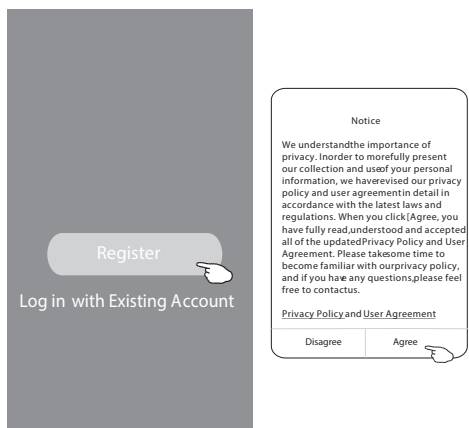 Register
Log in with Existing Account
Notice
We understandthe importance of
privacy. Inorder to morefully present
our collection and useof your personal
information, we haverevised our privacy
policy and user agreementin detail in
accordance with the latest laws and
regulations. When you click[Agree, you
have fully read,understood and accepted
all of the updatedPrivacy Policy and User
Agreement. Please takesome time to
become familiar with ourprivacy policy,
and if you have any questions,please feel
free to contactus.
Privacy Policy and User Agreement
Disagree
Agree